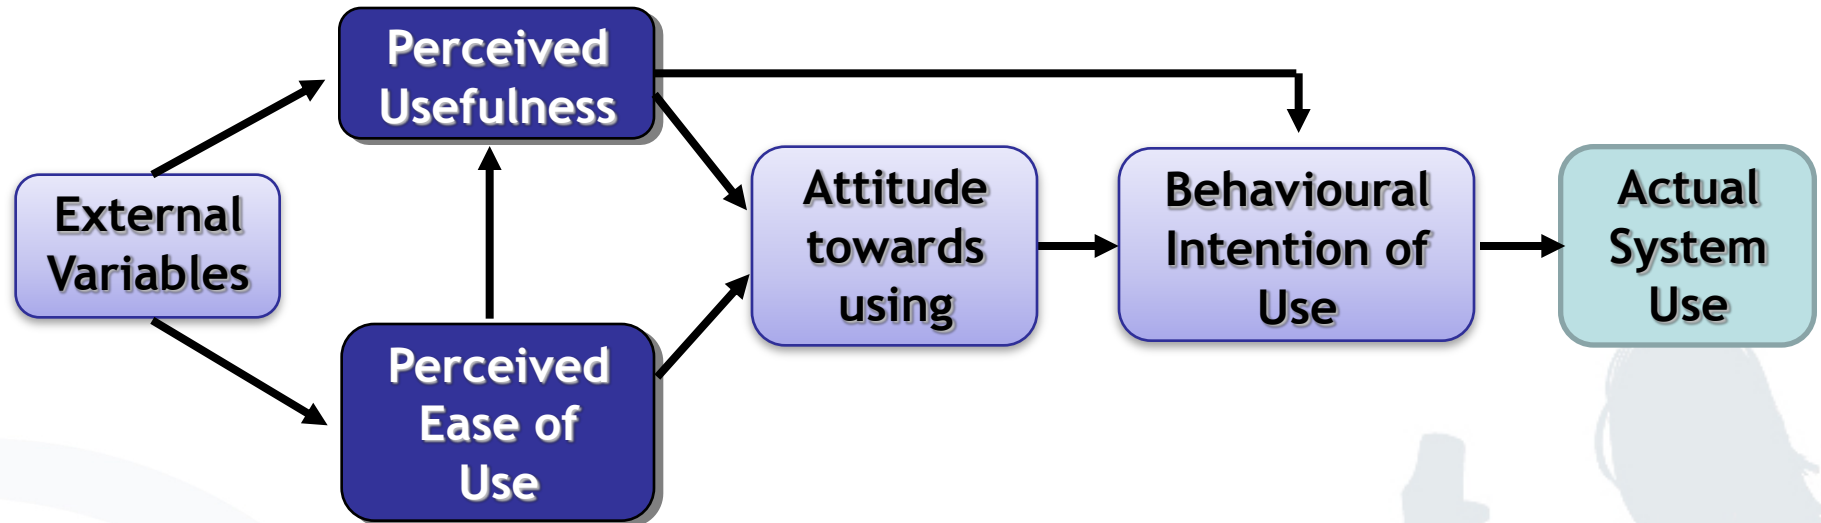 Perceived
Usefulness
External
Variables
Perceived
Ease of
Use
Attitude
towards
using
Behavioural
Intention of
Use
Actual
System
Use